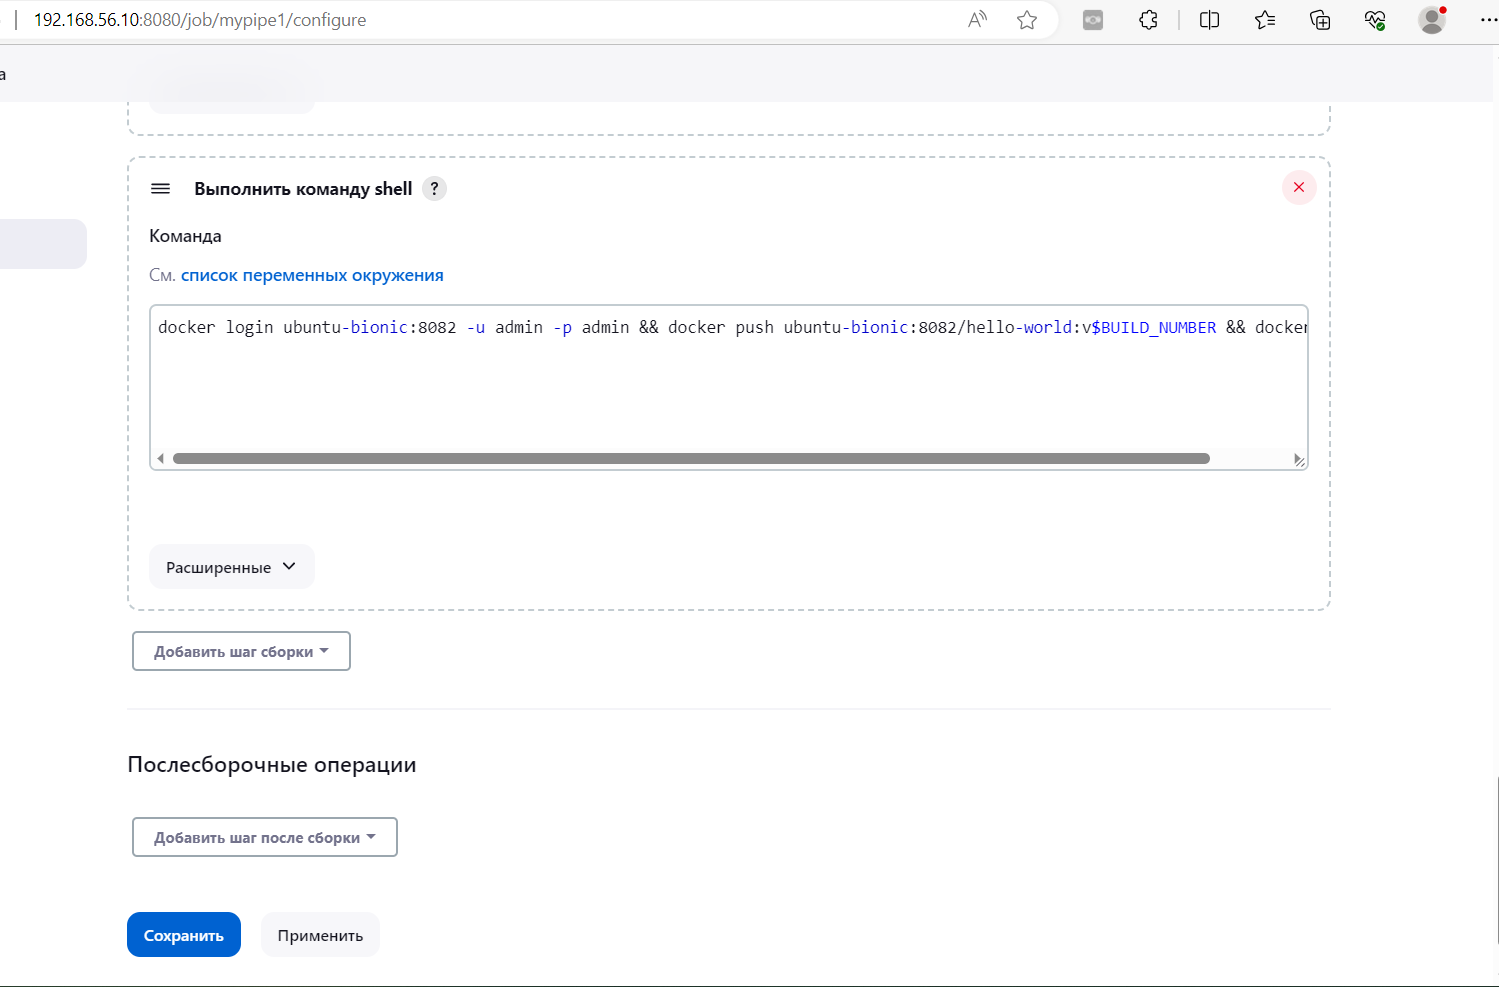 192.168.56.10:8080/job/mypipe1/configure
а
Выполнить команду shell ?
Команда
См. список переменных окружения
docker login ubuntu-bionic:8082 -u admin -p admin && docker push ubuntu-bionic:8082/hello-world:v$BUILD_NUMBER && docker
Расширенные
Добавить шаг сборки
Послесборочные операции
Добавить шаг после сборки
Сохранить
Применить